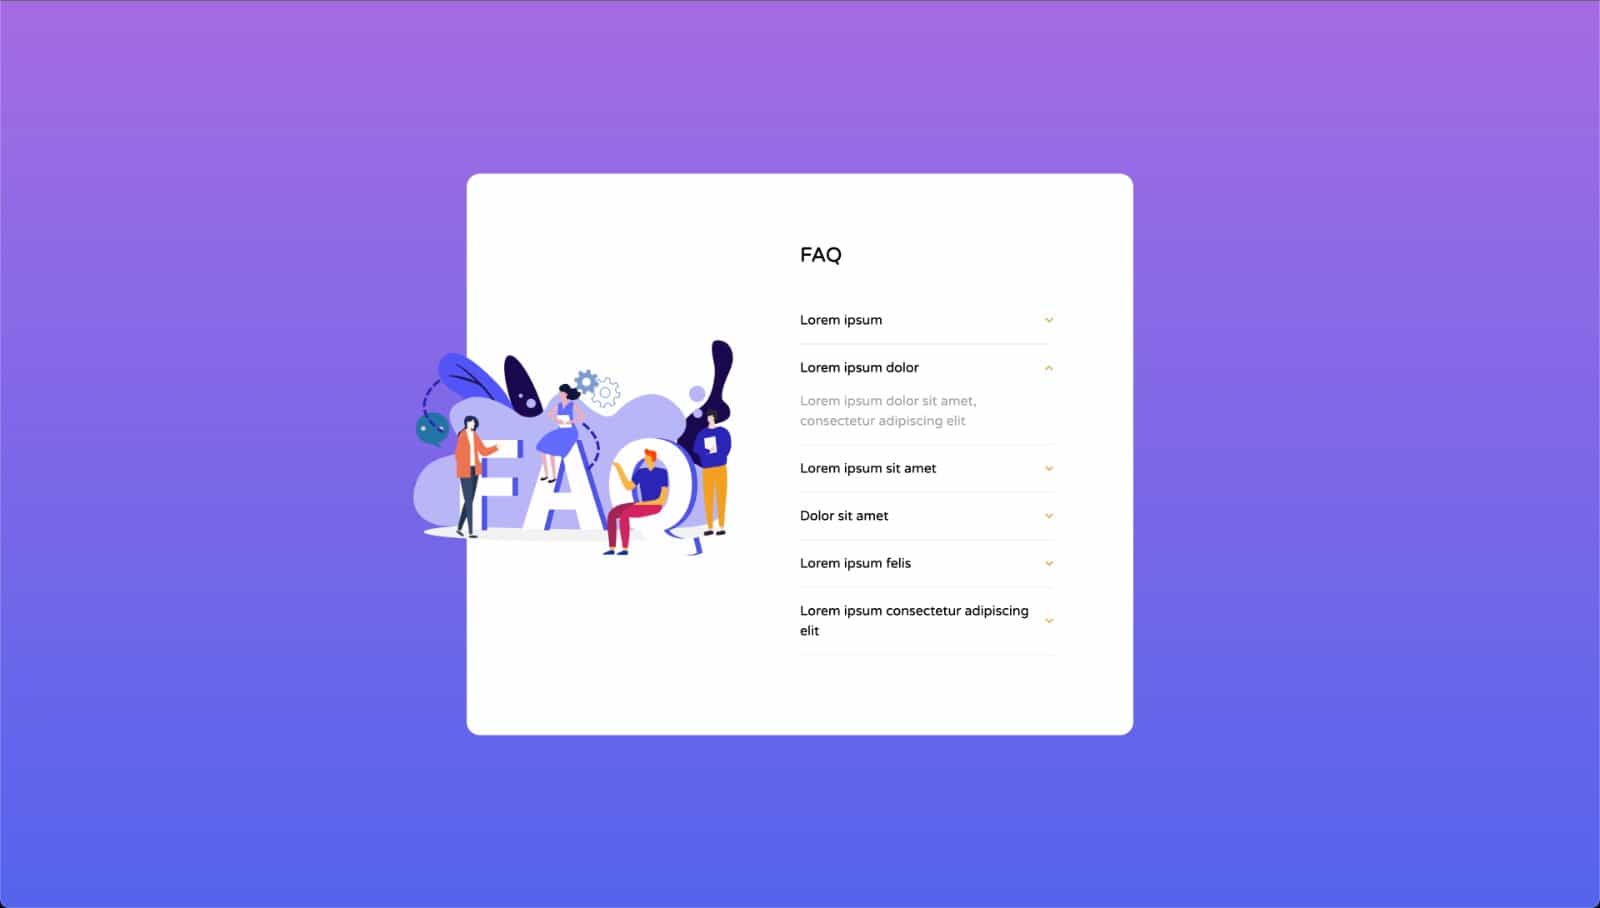 FAQ
FAQ
Lorem ipsum
Lorem ipsum dolor
Lorem ipsum dolor sit amet,
consectetur adipiscing elit
Lorem ipsum sit amet
Dolor sit amet
Lorem ipsum felis
Lorem ipsum consectetur adipiscing
elit